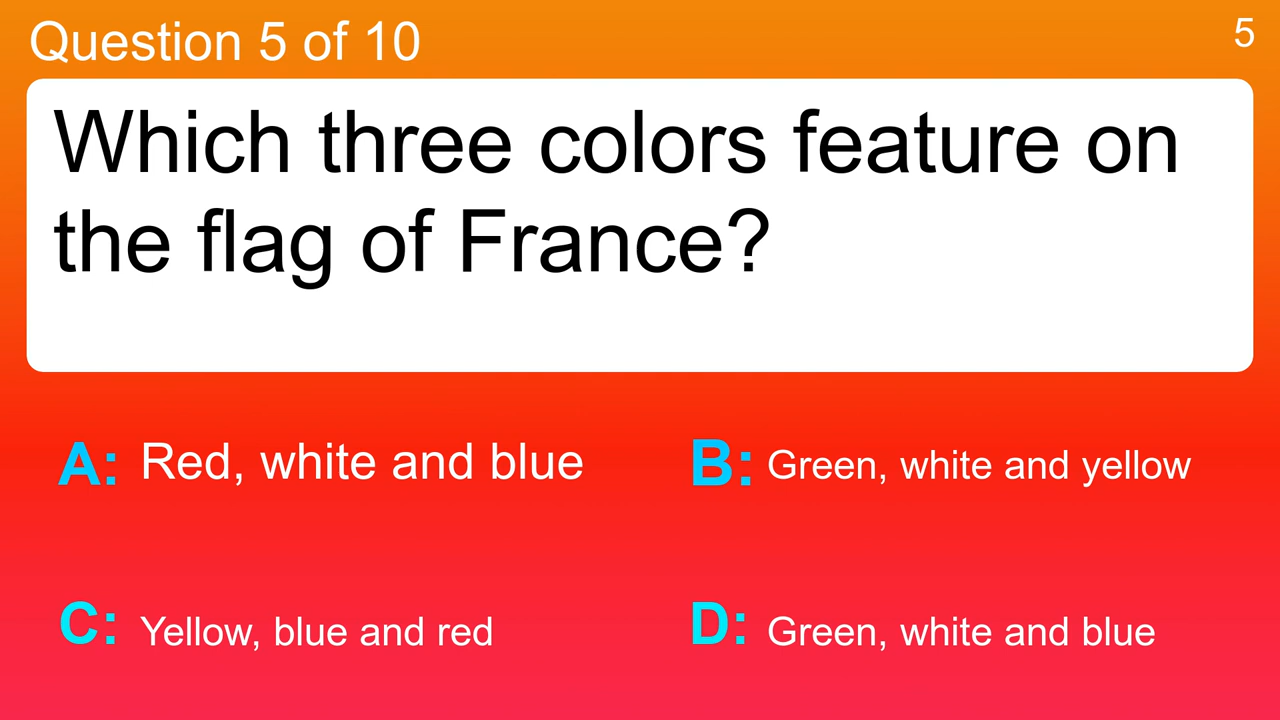 Question 5 of 10
5
Which three colors feature on
the flag of France?
A: Red, white and blue
B: Green, white and yellow
C: Yellow, blue and red
D: Green, white and blue